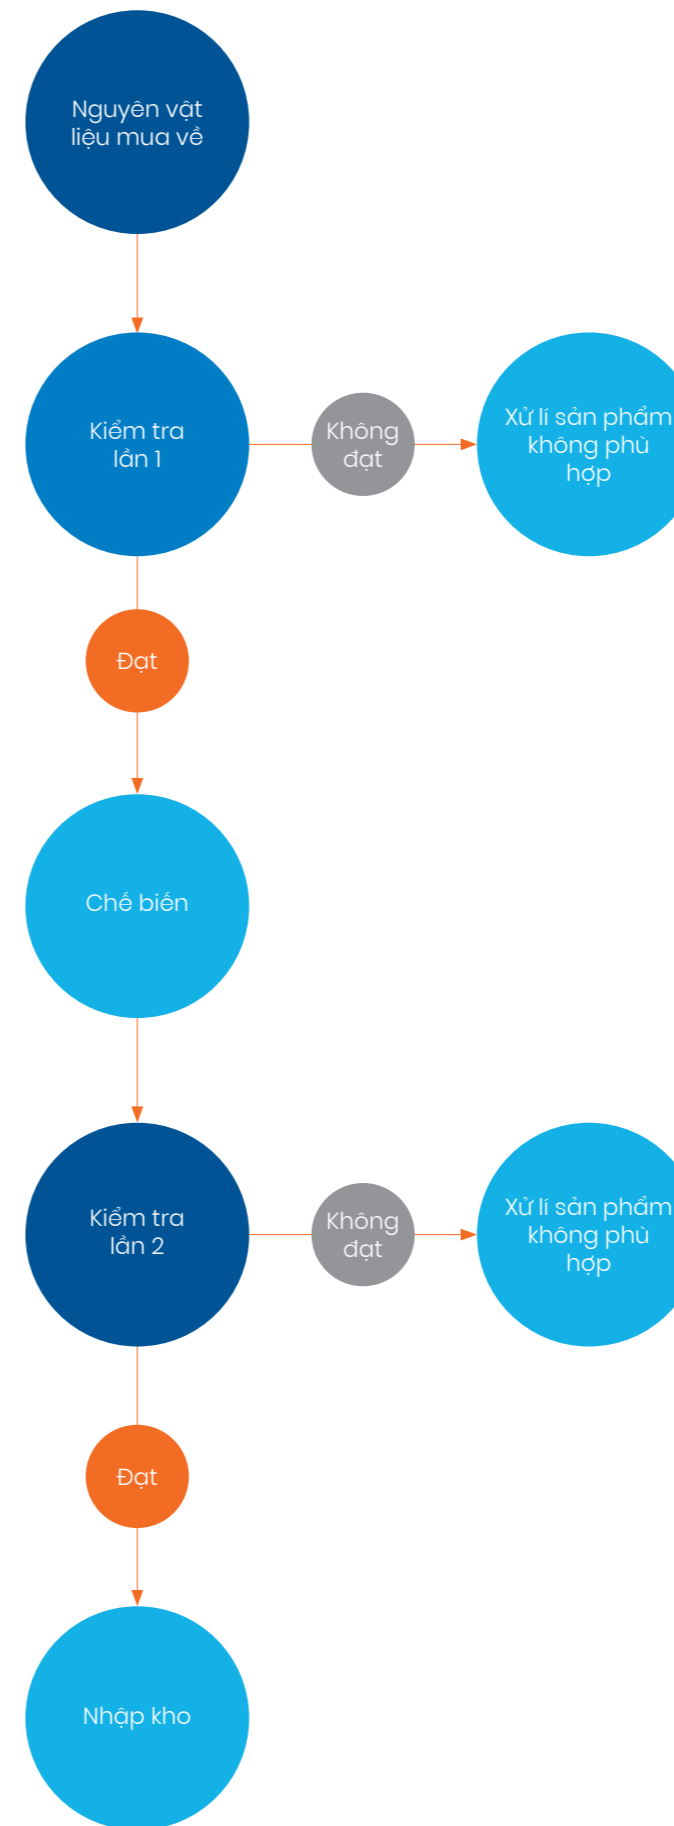 Nguyên vật
liệu mua về
Kiểm tra
lần 1
Không
đạt
Xử lí sản phẩm
không phù
hợp
Đạt
Chế biến
Kiểm tra
lần 2
Không
đạt
Xử lí sản phẩm
không phù
hợp
Đạt
Nhập kho